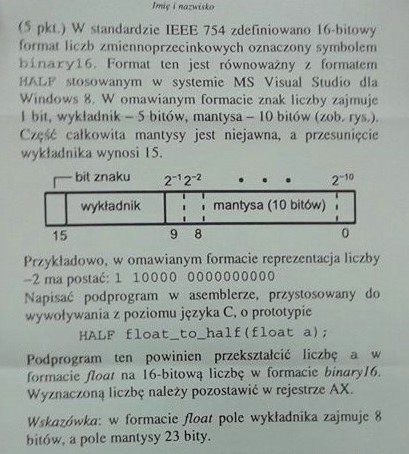 Imię i nazwisko
(5 pkt.) W standardzie IEEE 754 zdefiniowano 16-bitowy
format liczb zmiennoprzecinkowych oznaczony symbolem
binary16. Format ten jest równoważny z formatem
HALF stosowanym w systemie MS Visual Studio dla
Windows 8. W omawianym formacie znak liczby zajmuje
1 bit, wykładnik – 5 bitów, mantysa – 10 bitów (zob. rys.).
Część całkowita mantysy jest niejawna, a przesunięcie
wykładnika wynosi 15.
bit znaku 2⁻¹ 2⁻² • • • 2⁻¹⁰
wykładnik mantysa (10 bitów)
15 9 8 0
Przykładowo, w omawianym formacie reprezentacja liczby
–2 ma postać: 1 10000 0000000000
Napisać podprogram w asemblerze, przystosowany do
wywoływania z poziomu języka C, o prototypie
HALF float_to_half(float a);
Podprogram ten powinien przekształcić liczbę a w
formacie float na 16-bitową liczbę w formacie binary16.
Wyznaczoną liczbę należy pozostawić w rejestrze AX.
Wskazówka: w formacie float pole wykładnika zajmuje 8
bitów, a pole mantysy 23 bity.